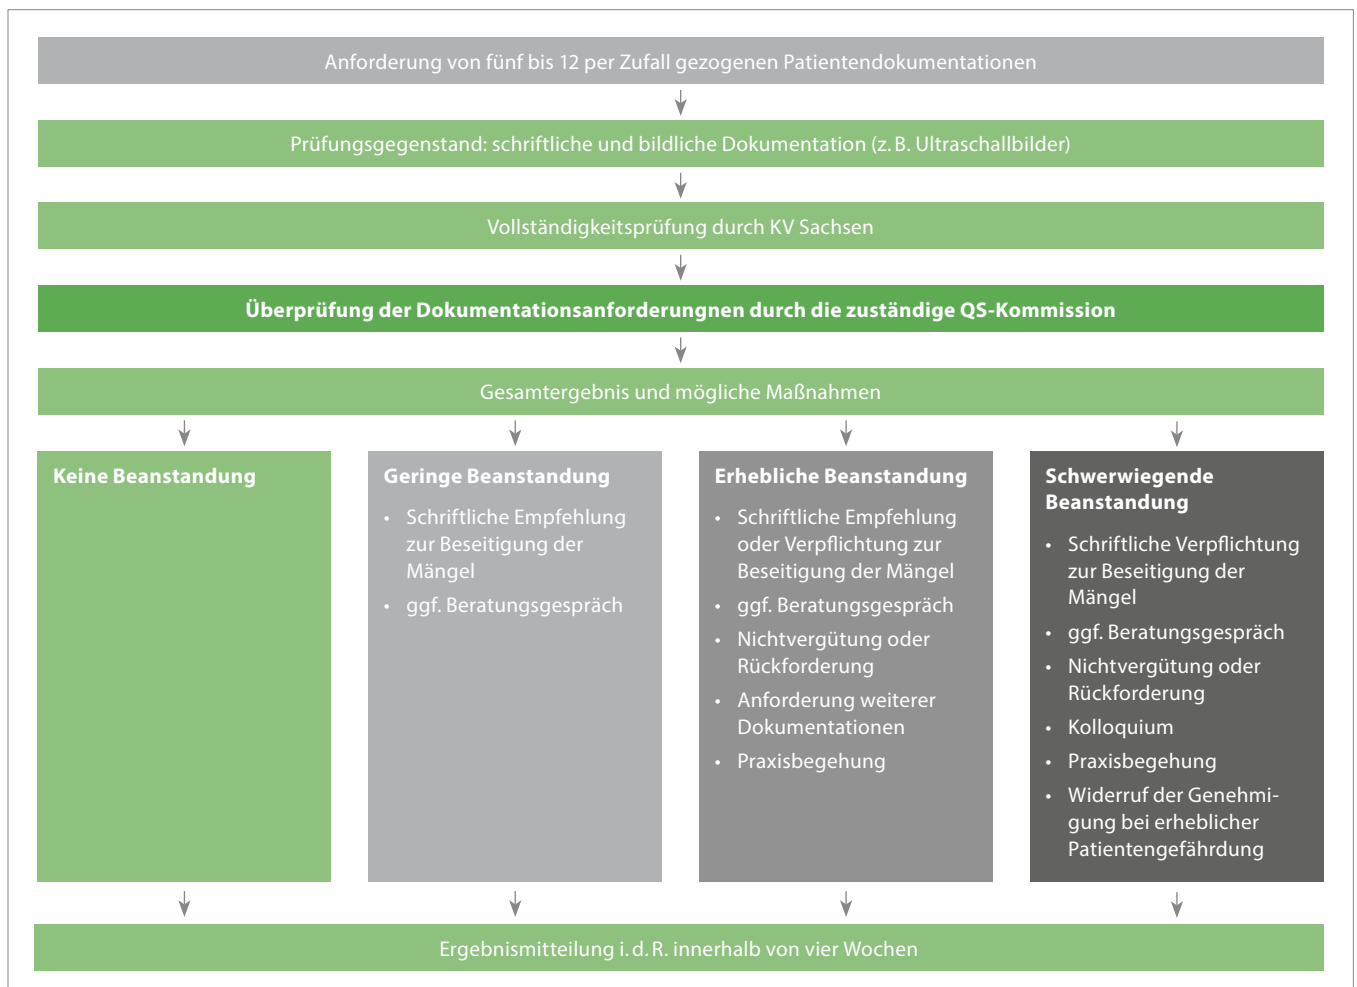 Anforderung von fünf bis 12 per Zufall gezogenen Patientendokumentationen
Prüfungsgegenstand: schriftliche und bildliche Dokumentation (z. B. Ultraschallbilder)
Vollständigkeitsprüfung durch KV Sachsen
Überprüfung der Dokumentationsanforderungnen durch die zuständige QS-Kommission
Gesamtergebnis und mögliche Maßnahmen
Keine Beanstandung
Geringe Beanstandung
• Schriftliche Empfehlung
zur Beseitigung der
Mängel
• ggf. Beratungsgespräch
Erhebliche Beanstandung
• Schriftliche Empfehlung
oder Verpflichtung zur
Beseitigung der Mängel
• ggf. Beratungsgespräch
• Nichtvergütung oder
Rückforderung
• Anforderung weiterer
Dokumentationen
• Praxisbegehung
Schwerwiegende
Beanstandung
• Schriftliche Verpflichtung
zur Beseitigung der
Mängel
• ggf. Beratungsgespräch
• Nichtvergütung oder
Rückforderung
• Kolloquium
• Praxisbegehung
• Widerruf der Genehmi-
gung bei erheblicher
Patientengefährdung
Ergebnismitteilung i. d. R. innerhalb von vier Wochen